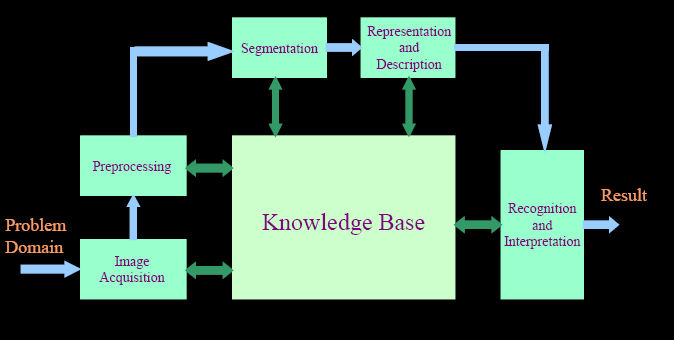 Segmentation
Representation
and
Description
Preprocessing
Knowledge Base
Recognition
and
Interpretation
Result
Problem
Domain
Image
Acquisition